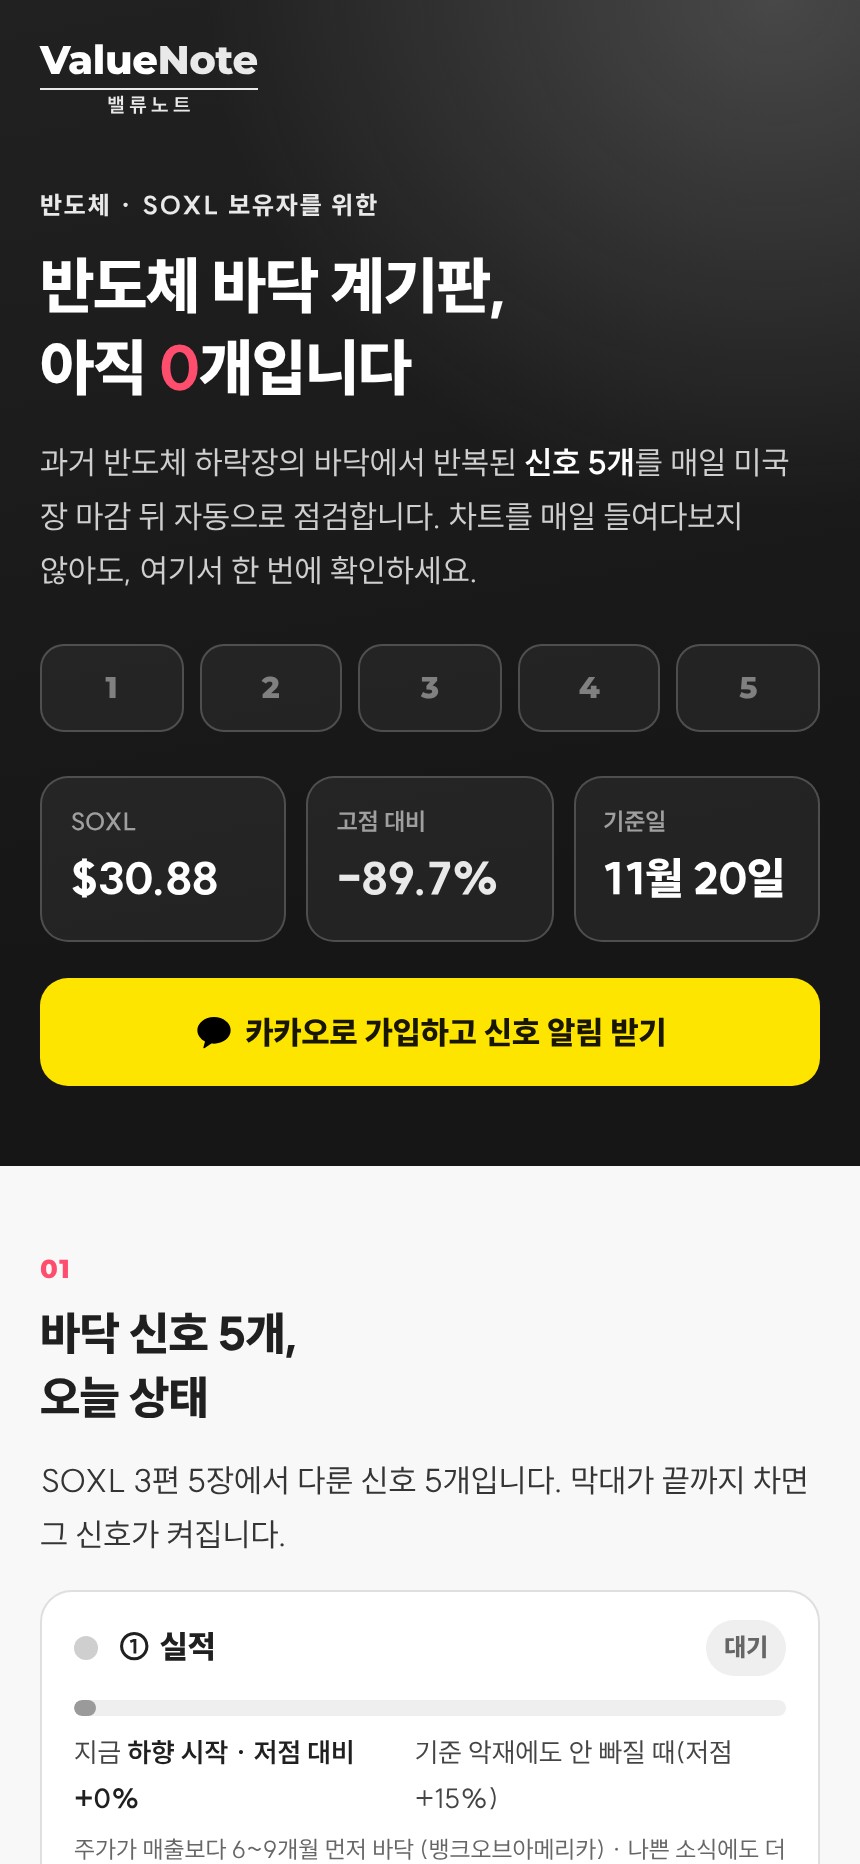 ValueNote
밸류노트
반도체 · SOXL 보유자를 위한
반도체 바닥 계기판,
아직 0개입니다
과거 반도체 하락장의 바닥에서 반복된 신호 5개를 매일 미국
장 마감 뒤 자동으로 점검합니다. 차트를 매일 들여다보지
않아도, 여기서 한 번에 확인하세요.
1 2 3 4 5
SOXL 고점 대비 기준일
$30.88 -89.7% 11월 20일
카카오로 가입하고 신호 알림 받기
01
바닥 신호 5개,
오늘 상태
SOXL 3편 5장에서 다룬 신호 5개입니다. 막대가 끝까지 차면
그 신호가 켜집니다.
① 실적 대기
지금 하향 시작 · 저점 대비 기준 악재에도 안 빠질 때(저점
+0% +15%)
주가가 매출보다 6~9개월 먼저 바닥 (뱅크오브아메리카) · 나쁜 소식에도 더